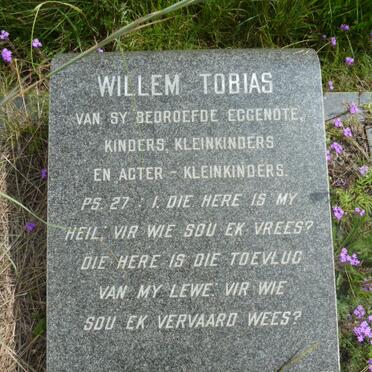 WILLEM TOBIAS
VAN SY BEDROEFDE EGGENOTE,
KINDERS, KLEINKINDERS
EN AGTER - KLEINKINDERS.
PS. 27 : 1. DIE HERE IS MY
HEIL; VIR WIE SOU EK VREES?
DIE HERE IS DIE TOEVLUG
VAN MY LEWE; VIR WIE
SOU EK VERVAARD WEES?